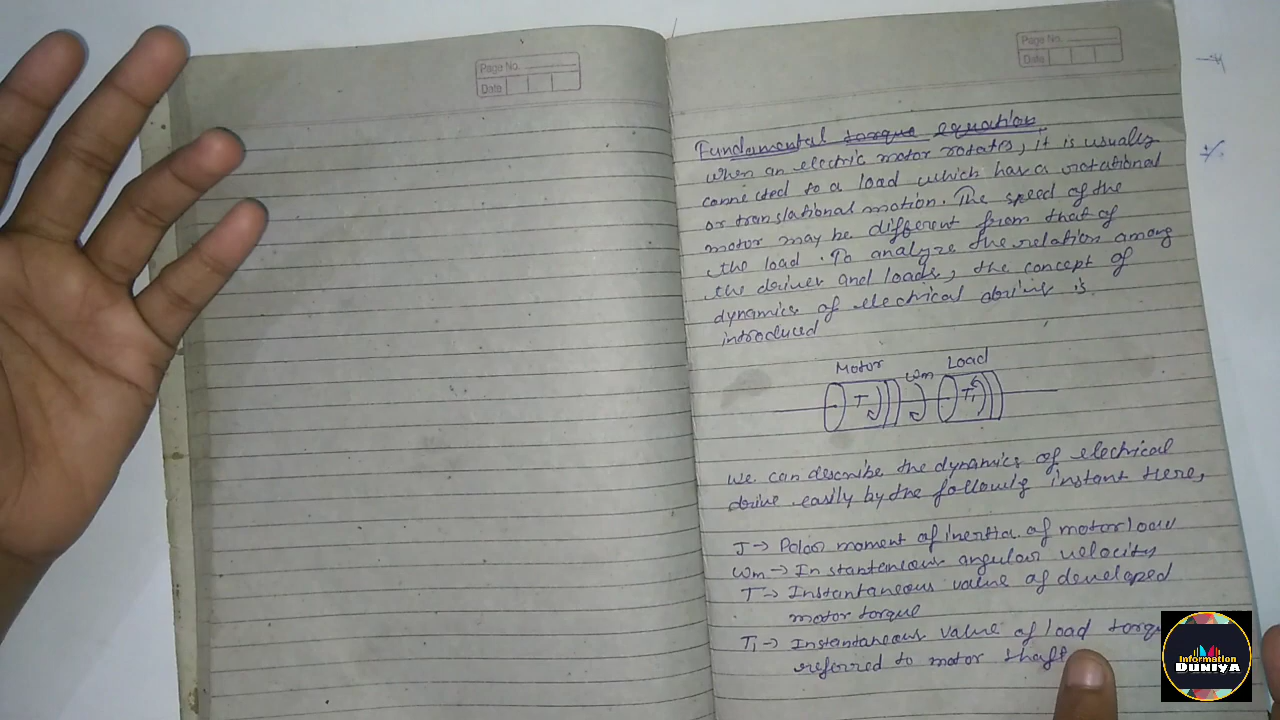 Page No.
Date
Page No.
Date
Fundamental torque equation
when an electric motor rotates, it is usually
connected to a load which has a rotational
or translational motion. The speed of the
motor may be different from that of
the load. To analyze the relation among
the drives and loads, the concept of
dynamics of electrical drive is
introduced
Motor Wm Load
T T1
We can describe the dynamics of electrical
drive easily by the following instant Here,
J → Polar moment of inertia of motor load
Wm → Instantaneous angular velocity
T → Instantaneous value of developed
motor torque
T1 → Instantaneous value of load torque
referred to motor shaft
Information
DUNIYA